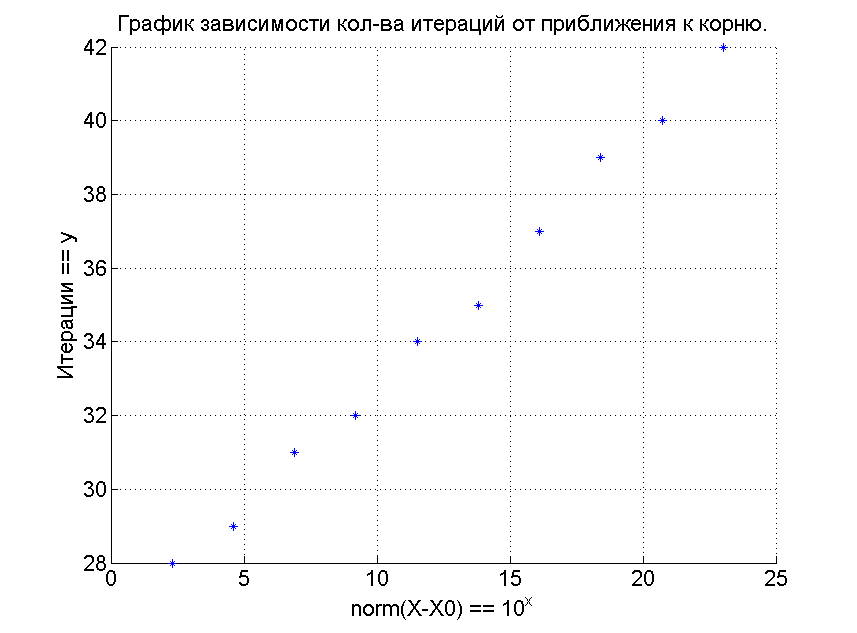 График зависимости кол-ва итераций от приближения к корню.
42
40
38
36
34
32
30
28
Итерации == y
0 5 10 15 20 25
norm(X-X0) == 10^x